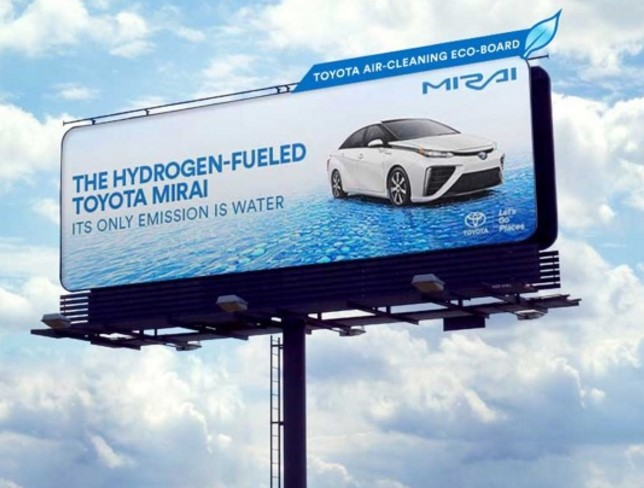 TOYOTA AIR-CLEANING ECO-BOARD
MIRAI
THE HYDROGEN-FUELED
TOYOTA MIRAI
ITS ONLY EMISSION IS WATER
TOYOTA
Let's
Go
Places